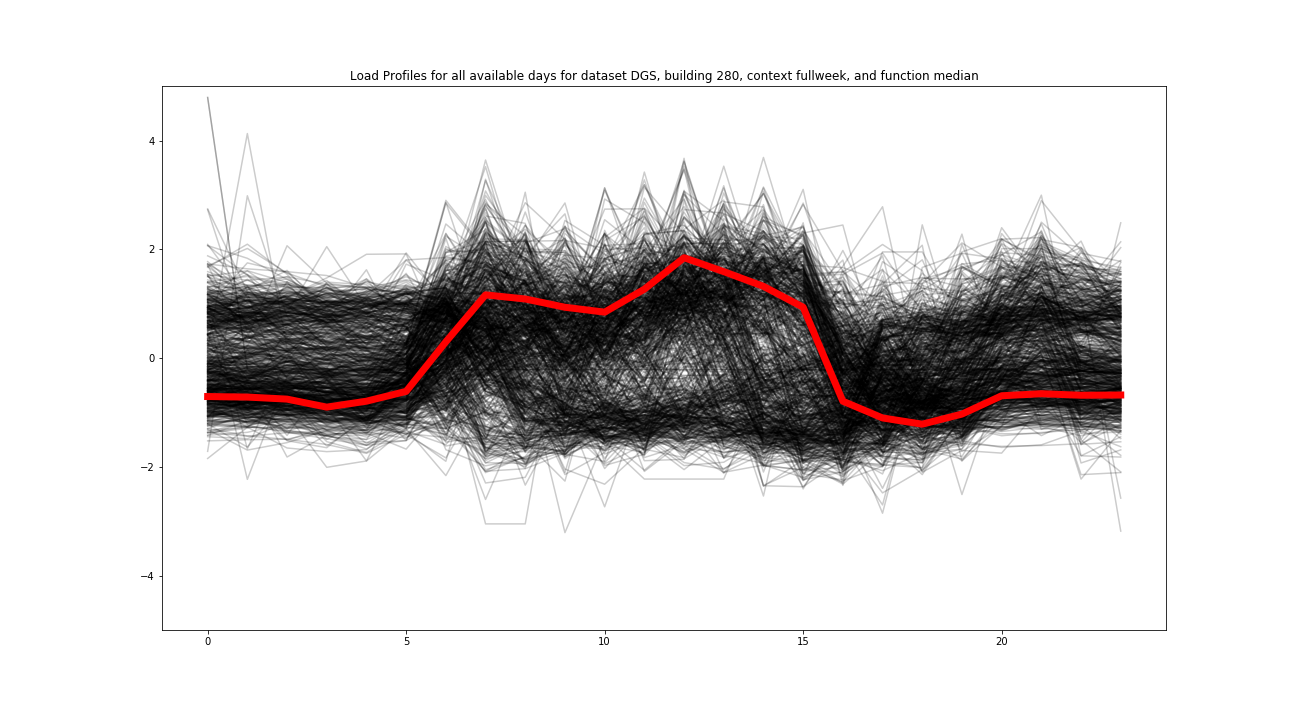 Load Profiles for all available days for dataset DGS, building 280, context fullweek, and function median
4
2
0
−2
−4
0 5 10 15 20